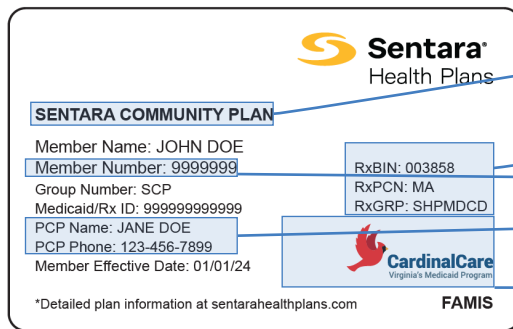 Sentara®
Health Plans
SENTARA COMMUNITY PLAN
Member Name: JOHN DOE
Member Number: 9999999
Group Number: SCP
Medicaid/Rx ID: 999999999999
PCP Name: JANE DOE
PCP Phone: 123-456-7899
Member Effective Date: 01/01/24
RxBIN: 003858
RxPCN: MA
RxGRP: SHPMDCD
CardinalCare
Virginia's Medicaid Program
*Detailed plan information at sentarahealthplans.com
FAMIS